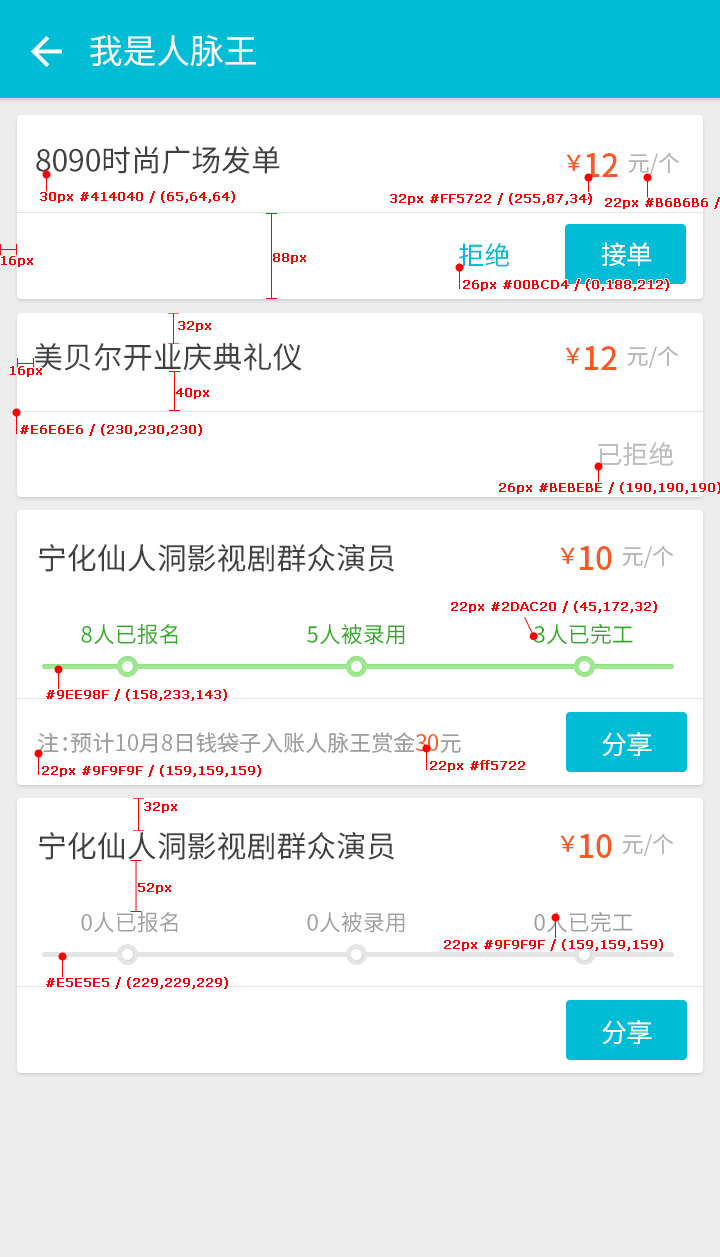 我是人脉王
8090时尚广场发单
¥12 元/个
30px #414040 / (65,64,64)
32px #FF5722 / (255,87,34)
22px #B6B6B6 /
16px
88px
拒绝
接单
26px #00BCD4 / (0,188,212)
32px
美贝尔开业庆典礼仪
¥12 元/个
16px
40px
#E6E6E6 / (230,230,230)
已拒绝
26px #BEBEBE / (190,190,190)
宁化仙人洞影视剧群众演员
¥10 元/个
22px #2DAC20 / (45,172,32)
8人已报名
5人被录用
3人已完工
#9EE98F / (158,233,143)
注:预计10月8日钱袋子入账人脉王赏金30元
分享
22px #9F9F9F / (159,159,159)
22px #ff5722
32px
宁化仙人洞影视剧群众演员
¥10 元/个
52px
0人已报名
0人被录用
0人已完工
22px #9F9F9F / (159,159,159)
#E5E5E5 / (229,229,229)
分享